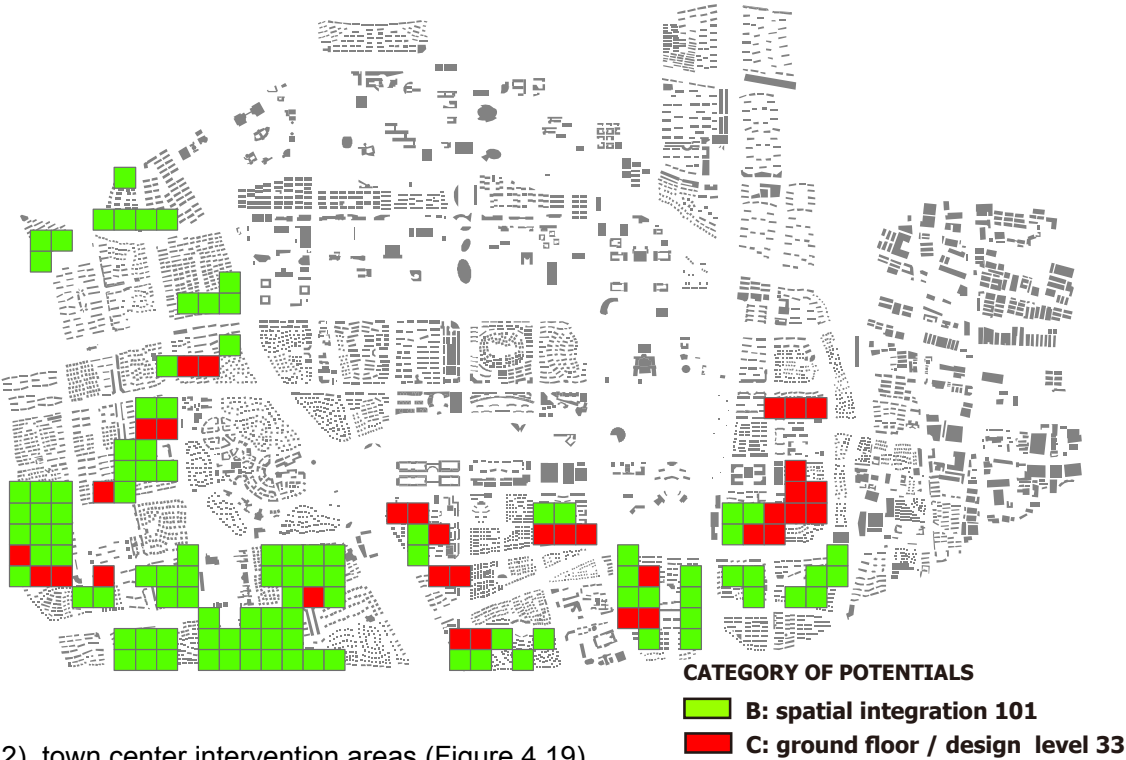 CATEGORY OF POTENTIALS
B: spatial integration 101
C: ground floor / design level 33
2) town center intervention areas (Figure 4.19)